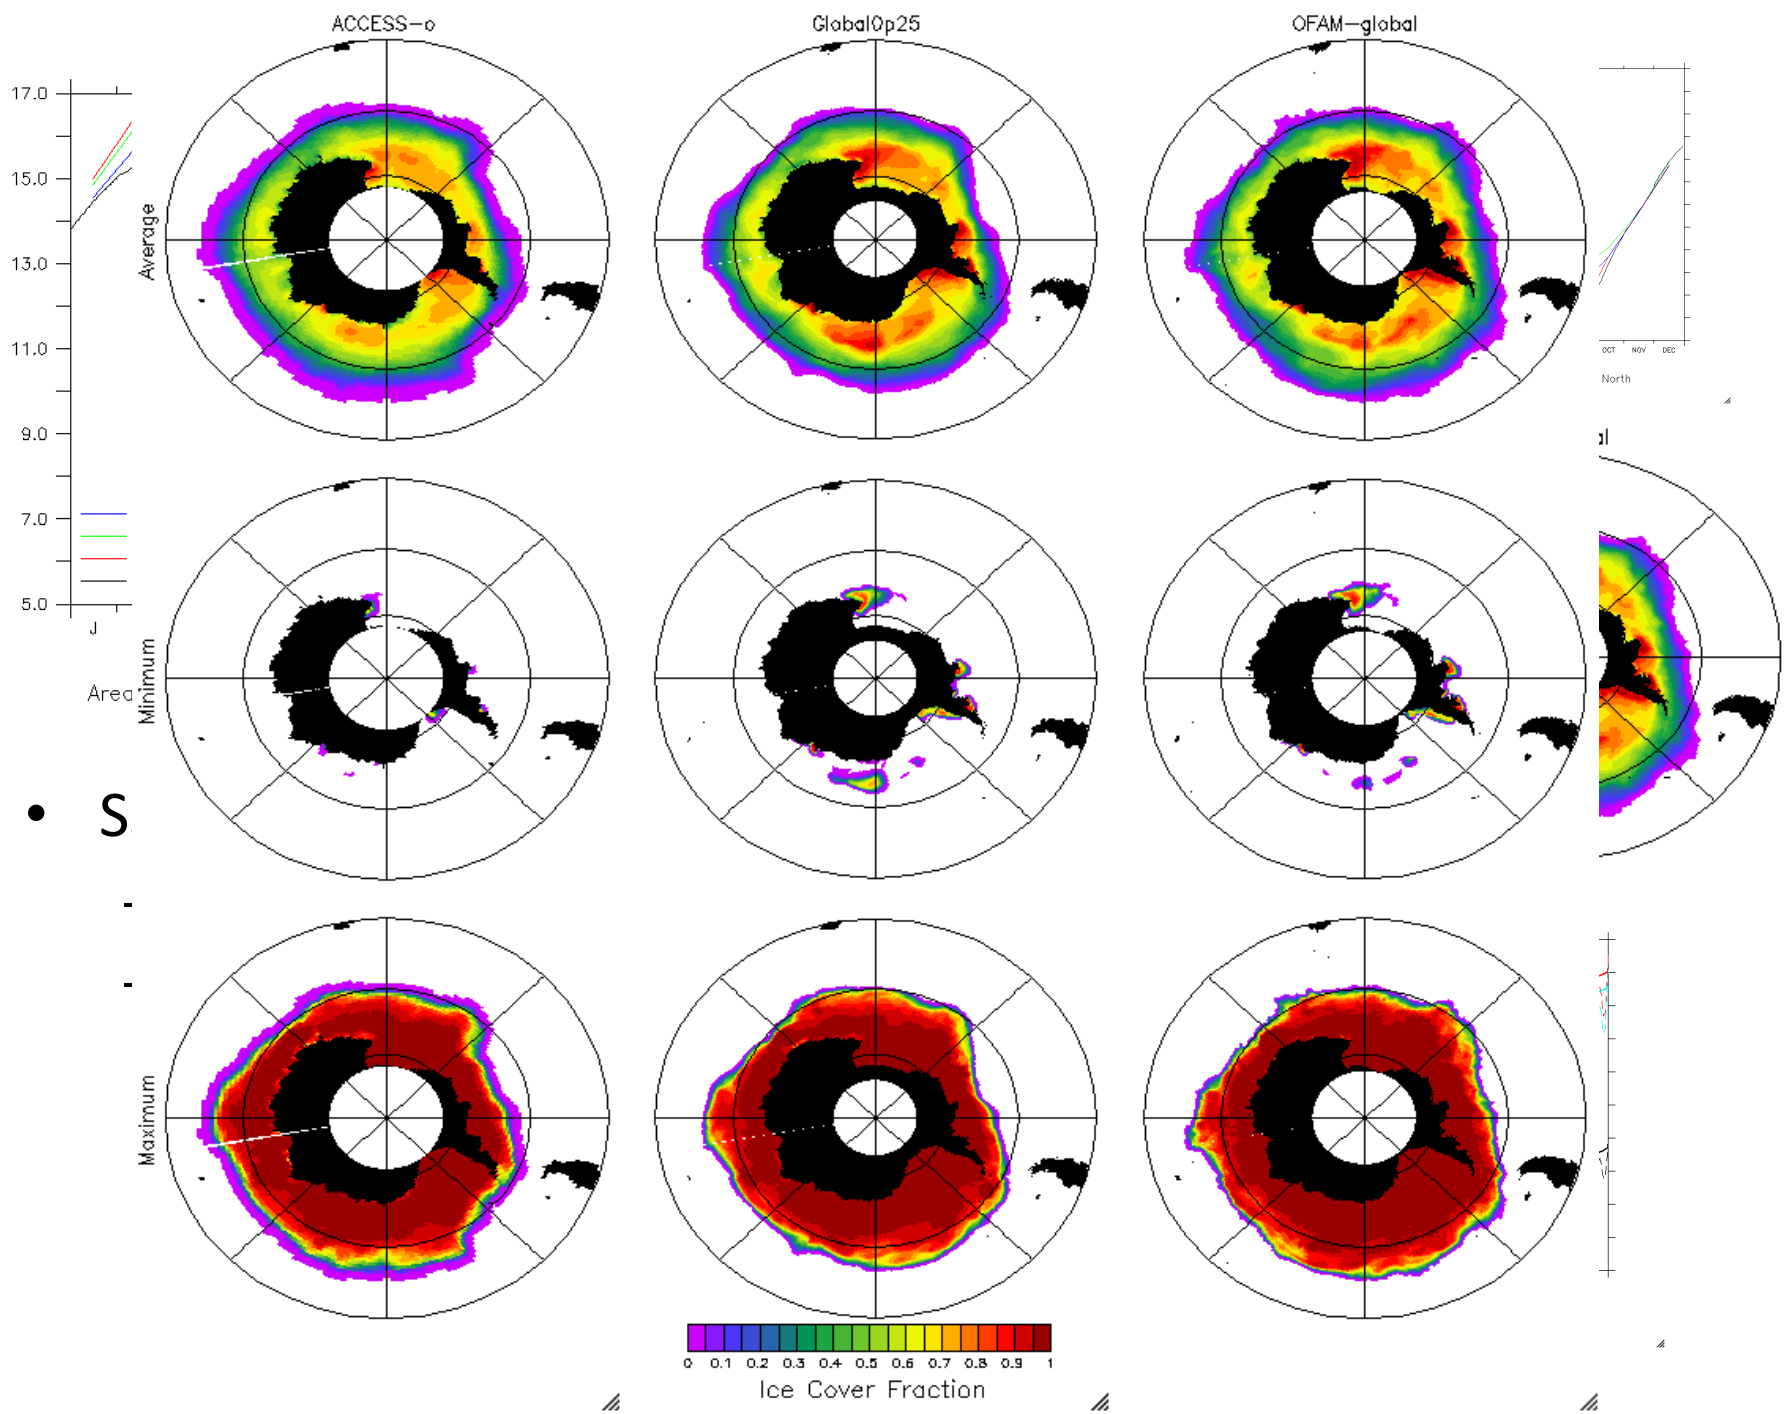 ACCESS-o
Global0p25
OFAM-global
17.0
15.0
13.0
11.0
9.0
7.0
5.0
J
Area
Average
OCT NOV DEC
North
al
Minimum
• S
-
-
Maximum
0 0.1 0.2 0.3 0.4 0.5 0.6 0.7 0.8 0.9 1
Ice Cover Fraction